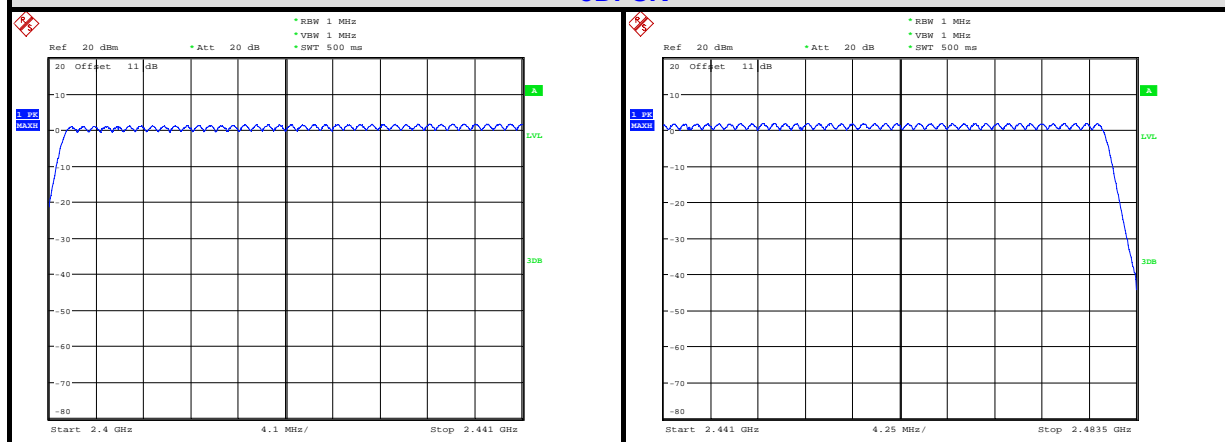 * RBW 1 MHz
* VBW 1 MHz
Ref 20 dBm * Att 20 dB * SWT 500 ms
20 Offset 11 dB
A
10
1 PK
MAXH
0
LVL
-10
-20
-30
3DB
-40
-50
-60
-70
-80
Start 2.4 GHz 4.1 MHz/ Stop 2.441 GHz
* RBW 1 MHz
* VBW 1 MHz
Ref 20 dBm * Att 20 dB * SWT 500 ms
20 Offset 11 dB
A
10
1 PK
MAXH
0
LVL
-10
-20
-30
3DB
-40
-50
-60
-70
-80
Start 2.441 GHz 4.25 MHz/ Stop 2.4835 GHz